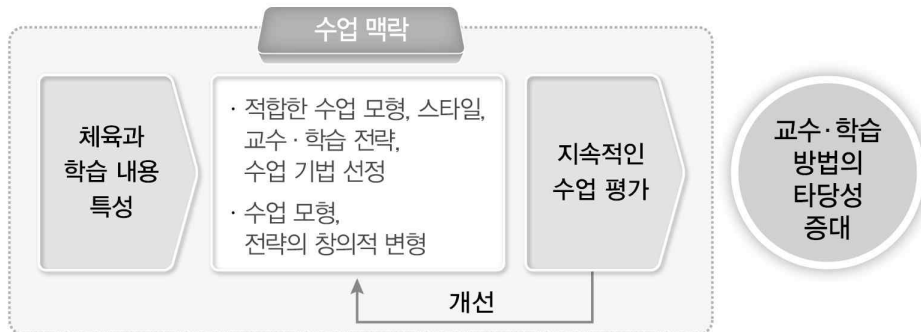 수업 맥락
체육과
학습 내용
특성
· 적합한 수업 모형, 스타일,
교수 · 학습 전략,
수업 기법 선정
· 수업 모형,
전략의 창의적 변형
지속적인
수업 평가
개선
교수 · 학습
방법의
타당성
증대